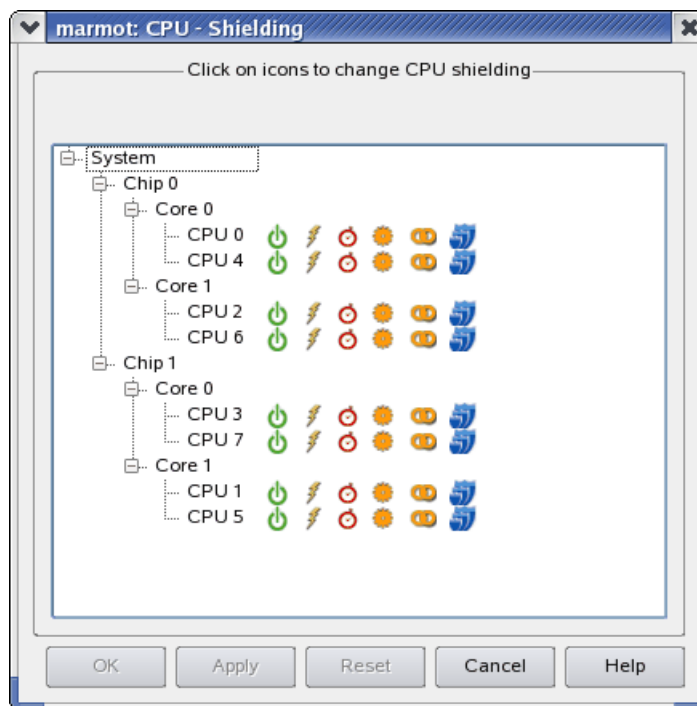 marmot: CPU - Shielding
Click on icons to change CPU shielding
System
Chip 0
Core 0
CPU 0
CPU 4
Core 1
CPU 2
CPU 6
Chip 1
Core 0
CPU 3
CPU 7
Core 1
CPU 1
CPU 5
OK Apply Reset Cancel Help